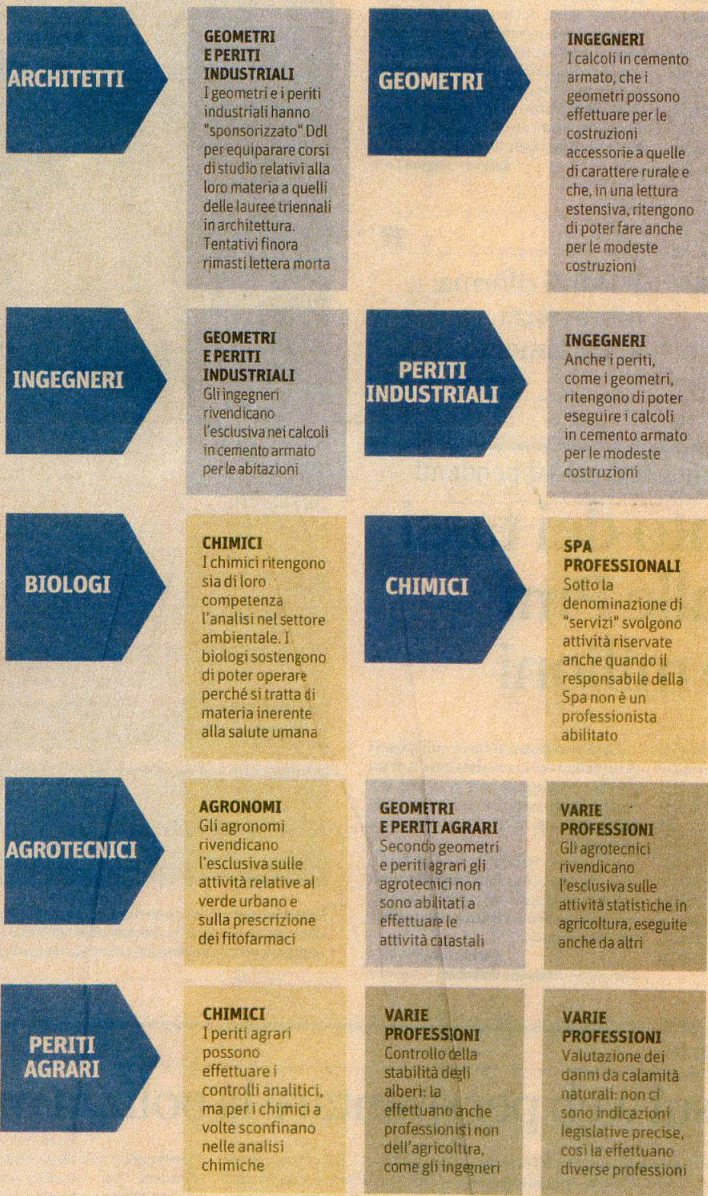 ARCHITETTI
GEOMETRI
E PERITI
INDUSTRIALI
I geometri e i periti
industriali hanno
"sponsorizzato" Ddl
per equiparare corsi
di studio relativi alla
loro materia a quelli
delle lauree triennali
in architettura.
Tentativi finora
rimasti lettera morta
GEOMETRI
INGEGNERI
I calcoli in cemento
armato, che i
geometri possono
effettuare per le
costruzioni
accessorie a quelle
di carattere rurale e
che, in una lettura
estensiva, ritengono
di poter fare anche
per le modeste
costruzioni
INGEGNERI
GEOMETRI
E PERITI
INDUSTRIALI
Gli ingegneri
rivendicano
l'esclusiva nei calcoli
in cemento armato
per le abitazioni
PERITI
INDUSTRIALI
INGEGNERI
Anche i periti,
come i geometri,
ritengono di poter
eseguire i calcoli
in cemento armato
per le modeste
costruzioni
BIOLOGI
CHIMICI
I chimici ritengono
sia di loro
competenza
l'analisi nel settore
ambientale. I
biologi sostengono
di poter operare
perché si tratta di
materia inerente
alla salute umana
CHIMICI
SPA
PROFESSIONALI
Sotto la
denominazione di
"servizi" svolgono
attività riservate
anche quando il
responsabile della
Spa non è un
professionista
abilitato
AGROTECNICI
AGRONOMI
Gli agronomi
rivendicano
l'esclusiva sulle
attività relative al
verde urbano e
sulla prescrizione
dei fitofarmaci
GEOMETRI
E PERITI AGRARI
Secondo geometri
e periti agrari gli
agrotecnici non
sono abilitati a
effettuare le
attività catastali
VARIE
PROFESSIONI
Gli agrotecnici
rivendicano
l'esclusiva sulle
attività statistiche in
agricoltura, eseguite
anche da altri
PERITI
AGRARI
CHIMICI
I periti agrari
possono
effettuare i
controlli analitici,
ma per i chimici a
volte sconfinano
nelle analisi
chimiche
VARIE
PROFESSIONI
Controllo della
stabilità degli
alberi: la
effettuano anche
professionisti non
dell'agricoltura,
come gli ingegneri
VARIE
PROFESSIONI
Valutazione dei
danni da calamità
naturali: non ci
sono indicazioni
legislative precise,
così la effettuano
diverse professioni